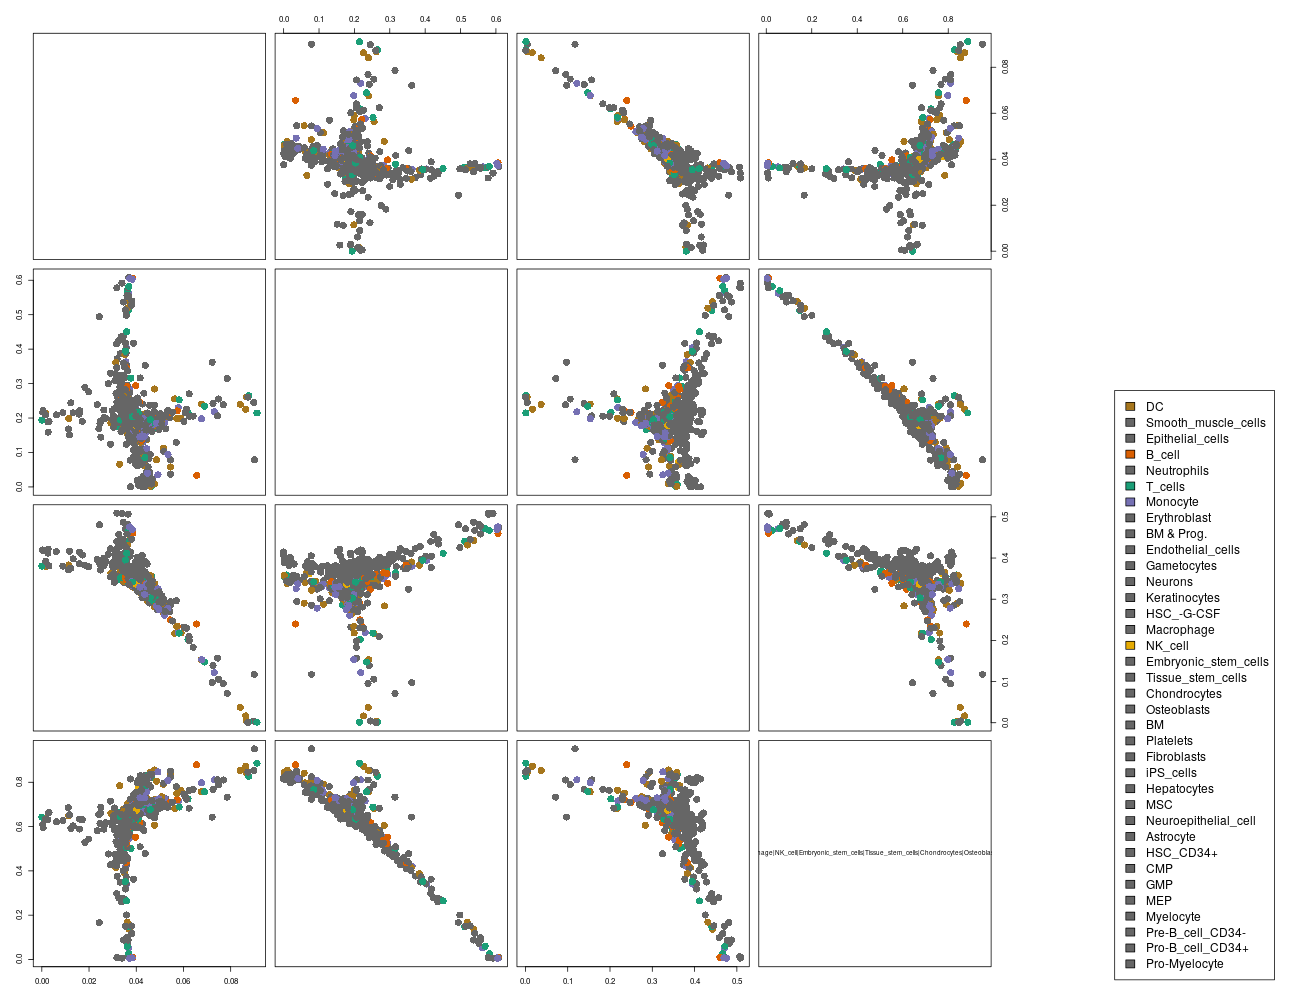 0.0 0.1 0.2 0.3 0.4 0.5 0.6
0.0 0.2 0.4 0.6 0.8
0.00 0.02 0.04 0.06 0.08
0.0 0.1 0.2 0.3 0.4 0.5 0.6
0.0 0.1 0.2 0.3 0.4 0.5
0.0 0.2 0.4 0.6 0.8
nage|NK_cell|Embryonic_stem_cells|Tissue_stem_cells|Chondrocytes|Osteobla
0.00 0.02 0.04 0.06 0.08
0.0 0.1 0.2 0.3 0.4 0.5
DC
Smooth_muscle_cells
Epithelial_cells
B_cell
Neutrophils
T_cells
Monocyte
Erythroblast
BM & Prog.
Endothelial_cells
Gametocytes
Neurons
Keratinocytes
HSC_-G-CSF
Macrophage
NK_cell
Embryonic_stem_cells
Tissue_stem_cells
Chondrocytes
Osteoblasts
BM
Platelets
Fibroblasts
iPS_cells
Hepatocytes
MSC
Neuroepithelial_cell
Astrocyte
HSC_CD34+
CMP
GMP
MEP
Myelocyte
Pre-B_cell_CD34-
Pro-B_cell_CD34+
Pro-Myelocyte